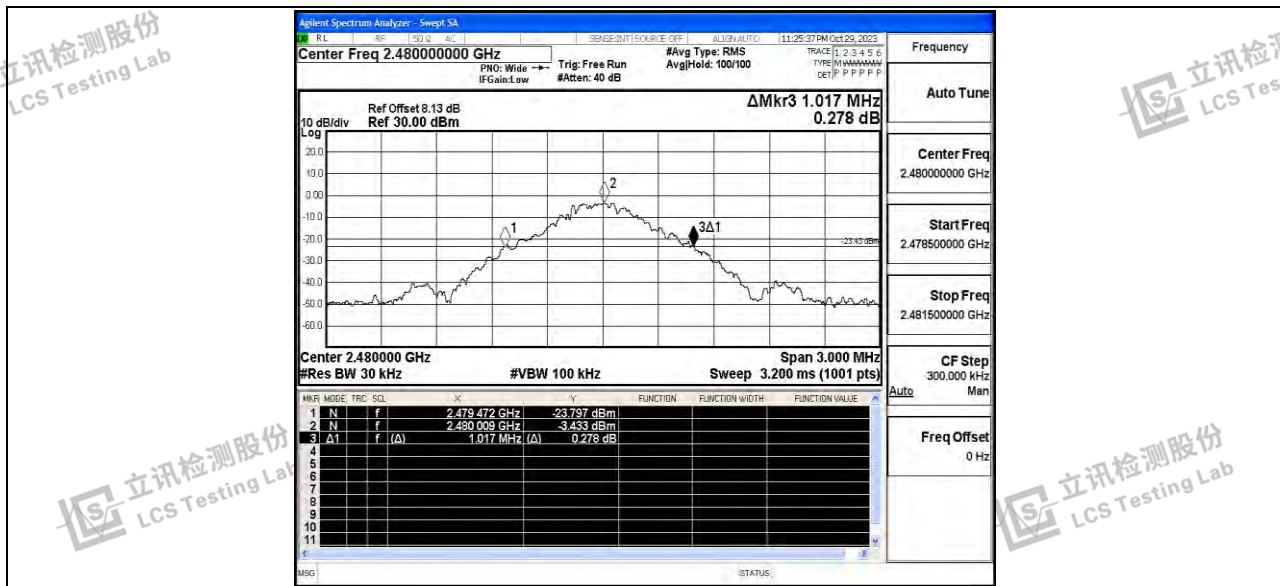 立讯检测股份
LCS Testing Lab
Agilent Spectrum Analyzer - Swept SA
RL RF 50 Ω AC SENSE:INT SOURCE OFF ALIGN AUTO 11:25:37 PM Oct 29, 2023
Center Freq 2.480000000 GHz
PNO: Wide
IFGain:Low
Trig: Free Run
#Atten: 40 dB
#Avg Type: RMS
Avg|Hold: 100/100
TRACE 1 2 3 4 5 6
TYPE M
DET P P P P P P
Ref Offset 8.13 dB
10 dB/div Ref 30.00 dBm
Log
ΔMkr3 1.017 MHz
0.278 dB
20.0
10.0
0.00
-10.0
-20.0
-30.0
-40.0
-50.0
-60.0
1
2
3Δ1
-23.43 dBm
Center 2.480000 GHz
Span 3.000 MHz
#Res BW 30 kHz #VBW 100 kHz Sweep 3.200 ms (1001 pts)
MKR MODE TRC SCL X Y FUNCTION FUNCTION WIDTH FUNCTION VALUE
1 N f 2.479 472 GHz -23.797 dBm
2 N f 2.480 009 GHz -3.433 dBm
3 Δ1 f (Δ) 1.017 MHz (Δ) 0.278 dB
4
5
6
7
8
9
10
11
MSG STATUS
Frequency
Auto Tune
Center Freq
2.480000000 GHz
Start Freq
2.478500000 GHz
Stop Freq
2.481500000 GHz
CF Step
300.000 kHz
Auto Man
Freq Offset
0 Hz
立讯检测
LCS Tes
立讯检测股份
LCS Testing Lab
立讯检测股份
LCS Testing Lab